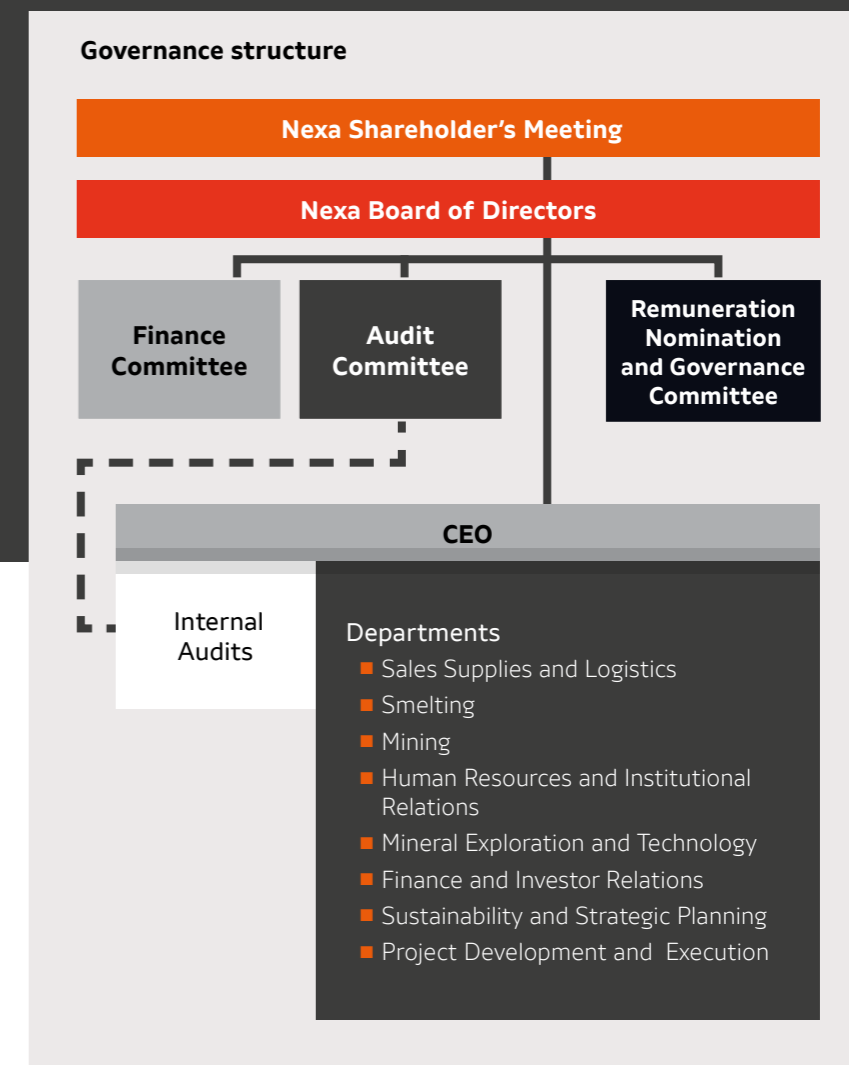 Governance structure
Nexa Shareholder’s Meeting
Nexa Board of Directors
Finance
Committee
Audit
Committee
Remuneration
Nomination
and Governance
Committee
CEO
Internal
Audits
Departments
Sales Supplies and Logistics
Smelting
Mining
Human Resources and Institutional
Relations
Mineral Exploration and Technology
Finance and Investor Relations
Sustainability and Strategic Planning
Project Development and Execution